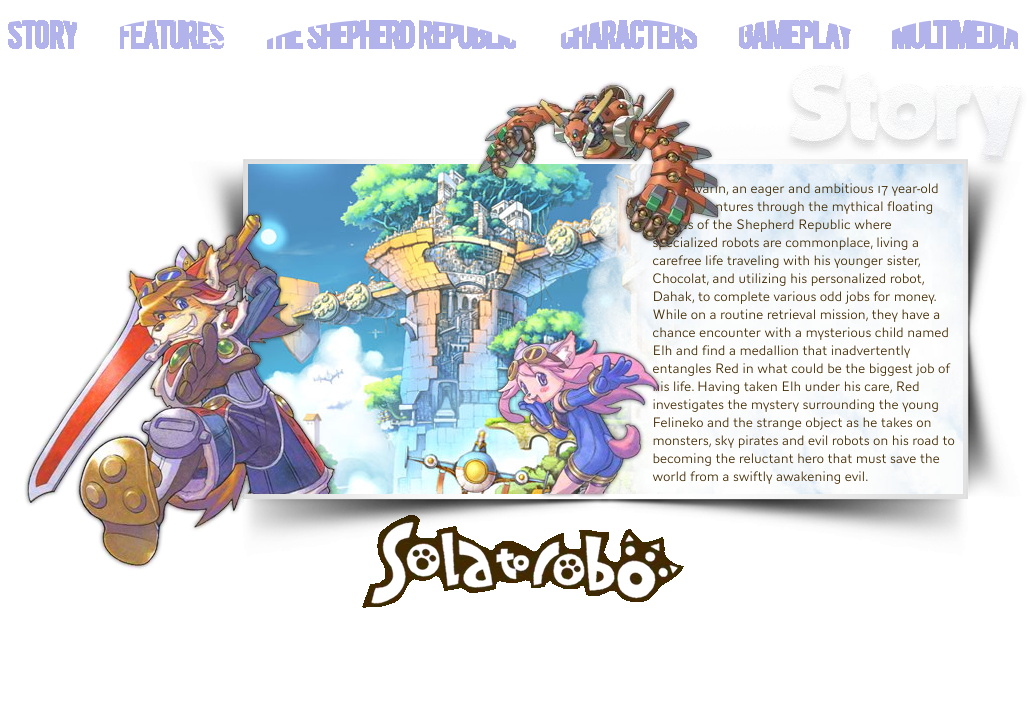 STORY FEATURES THE SHEPHERD REPUBLIC CHARACTERS GAMEPLAY MULTIMEDIA
Story
an eager and ambitious 17 year-old
through the mythical floating
of the Shepherd Republic where
specialized robots are commonplace, living a
carefree life traveling with his younger sister,
Chocolat, and utilizing his personalized robot,
Dahak, to complete various odd jobs for money.
While on a routine retrieval mission, they have a
chance encounter with a mysterious child named
Elh and find a medallion that inadvertently
entangles Red in what could be the biggest job of
his life. Having taken Elh under his care, Red
investigates the mystery surrounding the young
Felineko and the strange object as he takes on
monsters, sky pirates and evil robots on his road to
becoming the reluctant hero that must save the
world from a swiftly awakening evil.
Solatorobo